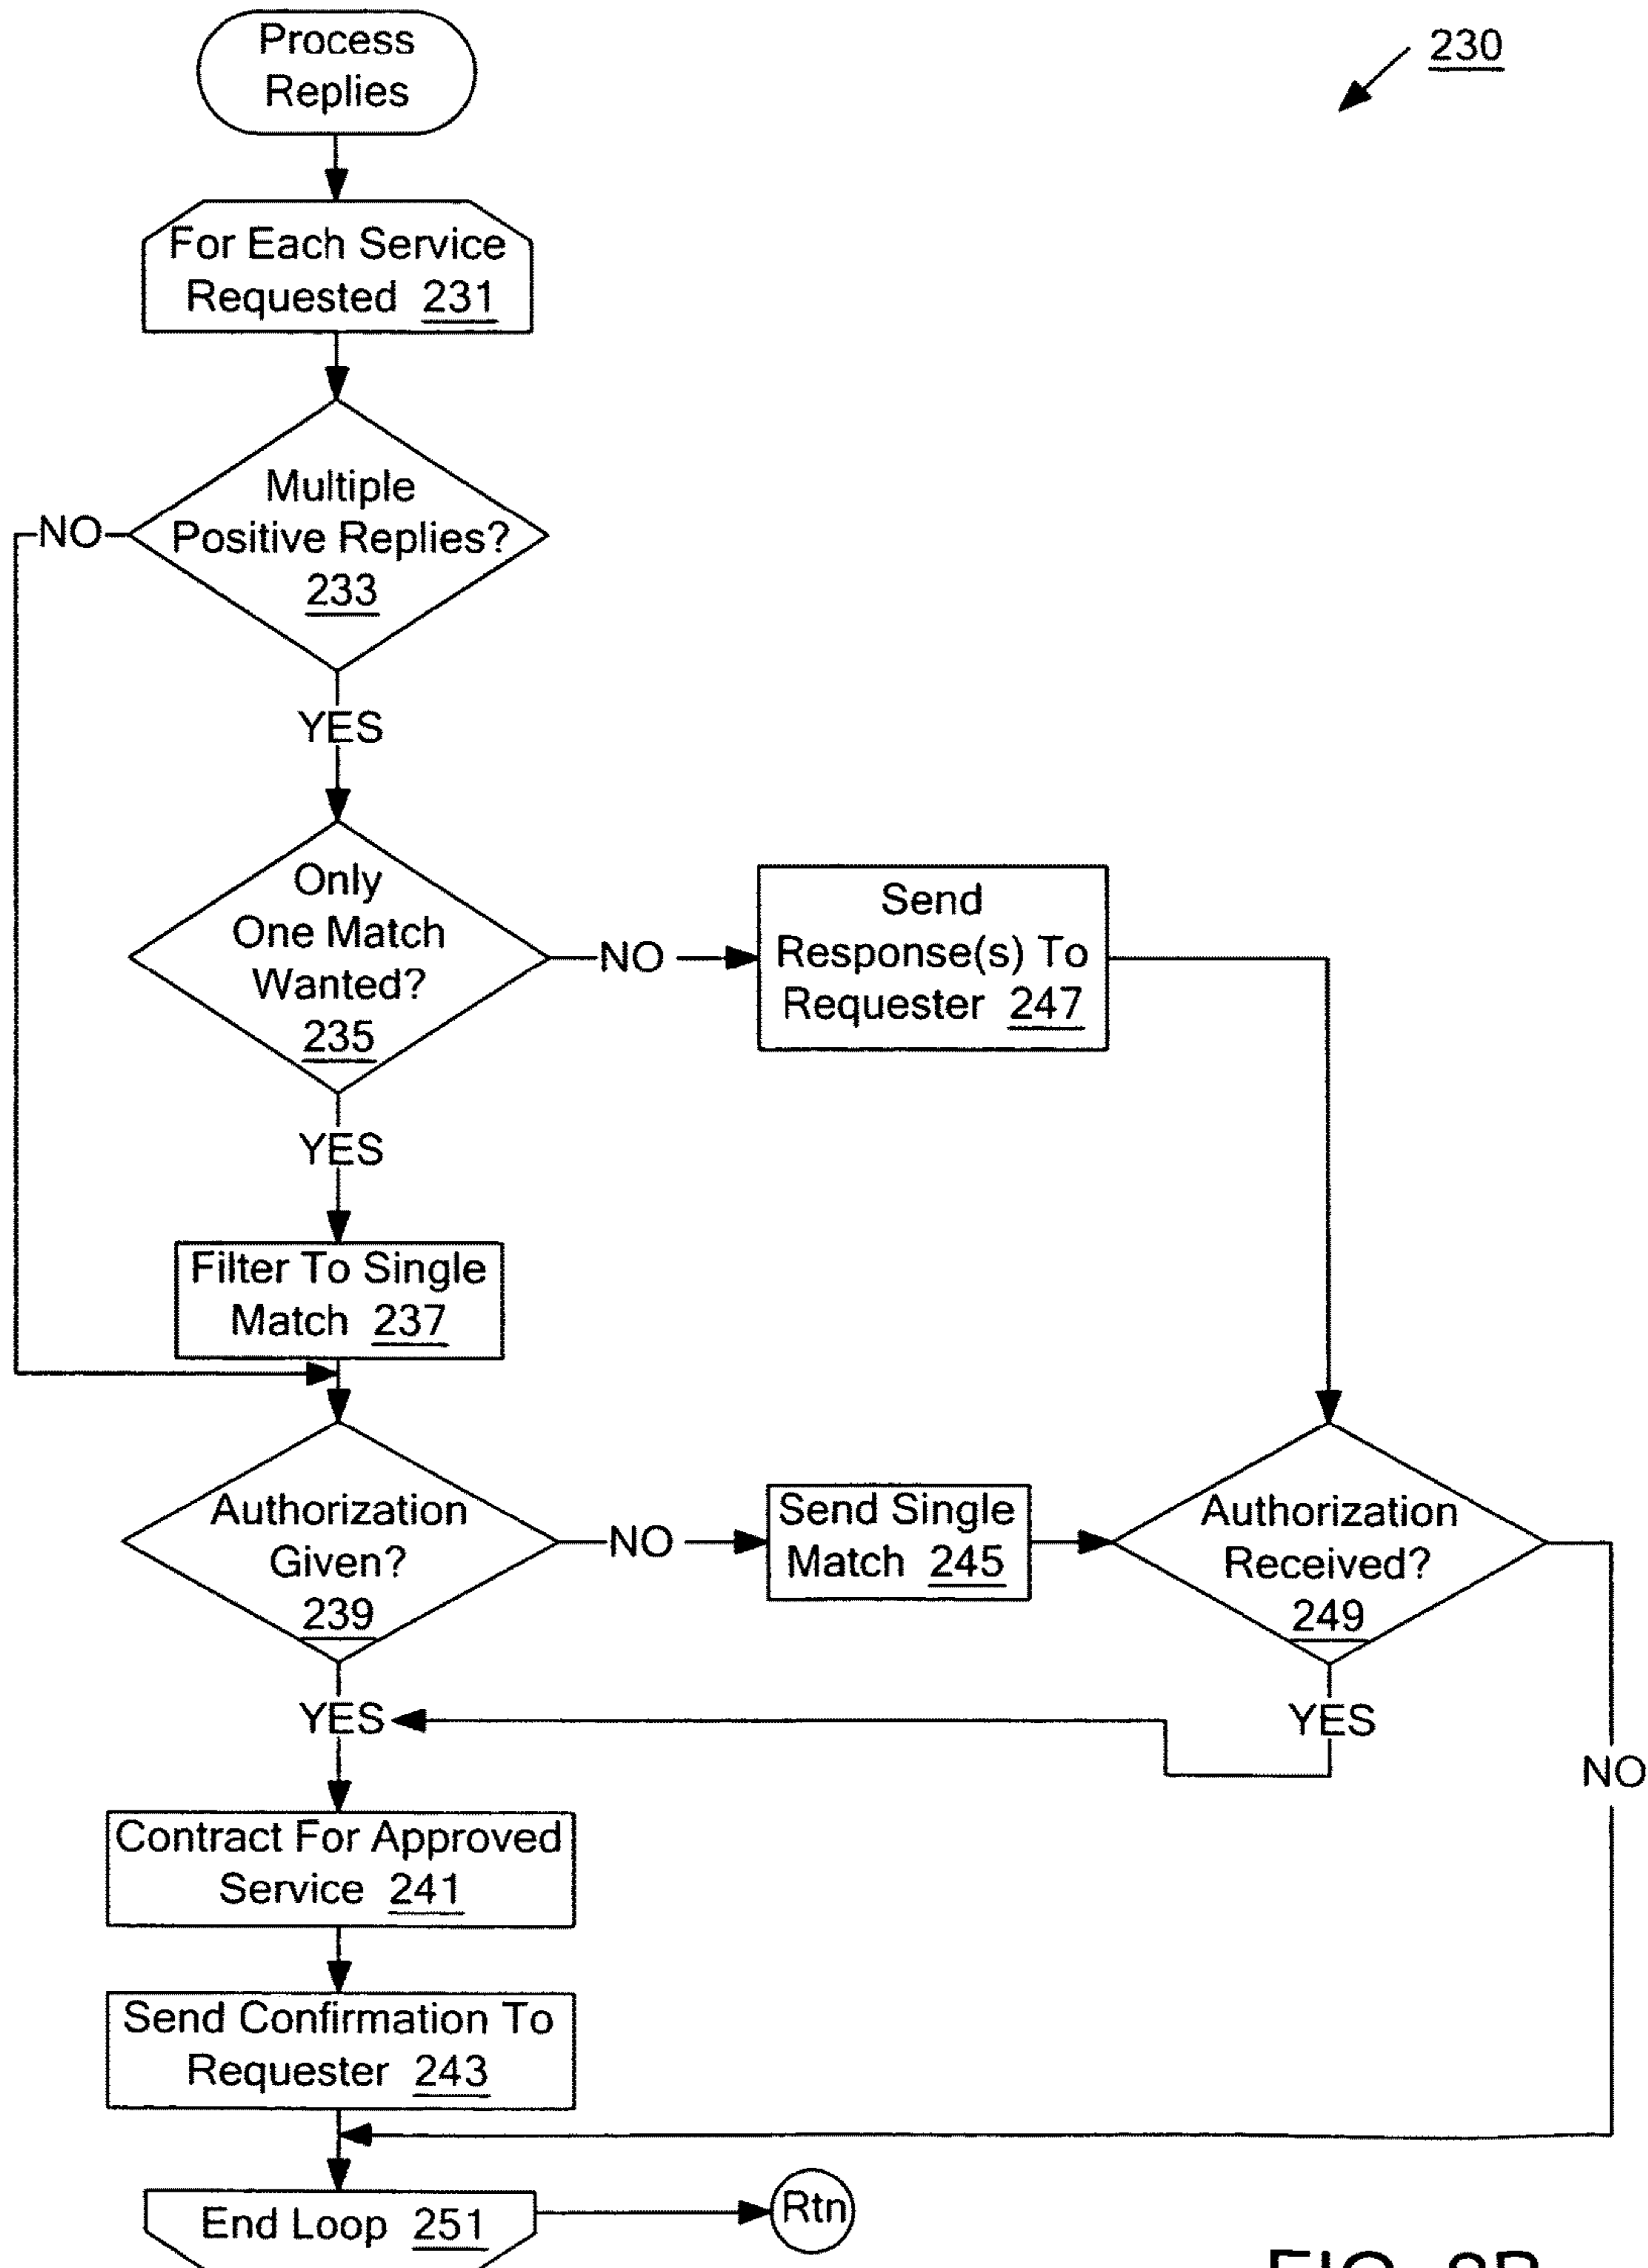 Process
Replies
230
For Each Service
Requested 231
Multiple
Positive Replies?
233
NO
YES
Only
One Match
Wanted?
235
NO
Send
Response(s) To
Requester 247
YES
Filter To Single
Match 237
Authorization
Given?
239
NO
Send Single
Match 245
Authorization
Received?
249
YES
YES
NO
Contract For Approved
Service 241
Send Confirmation To
Requester 243
End Loop 251
Rtn